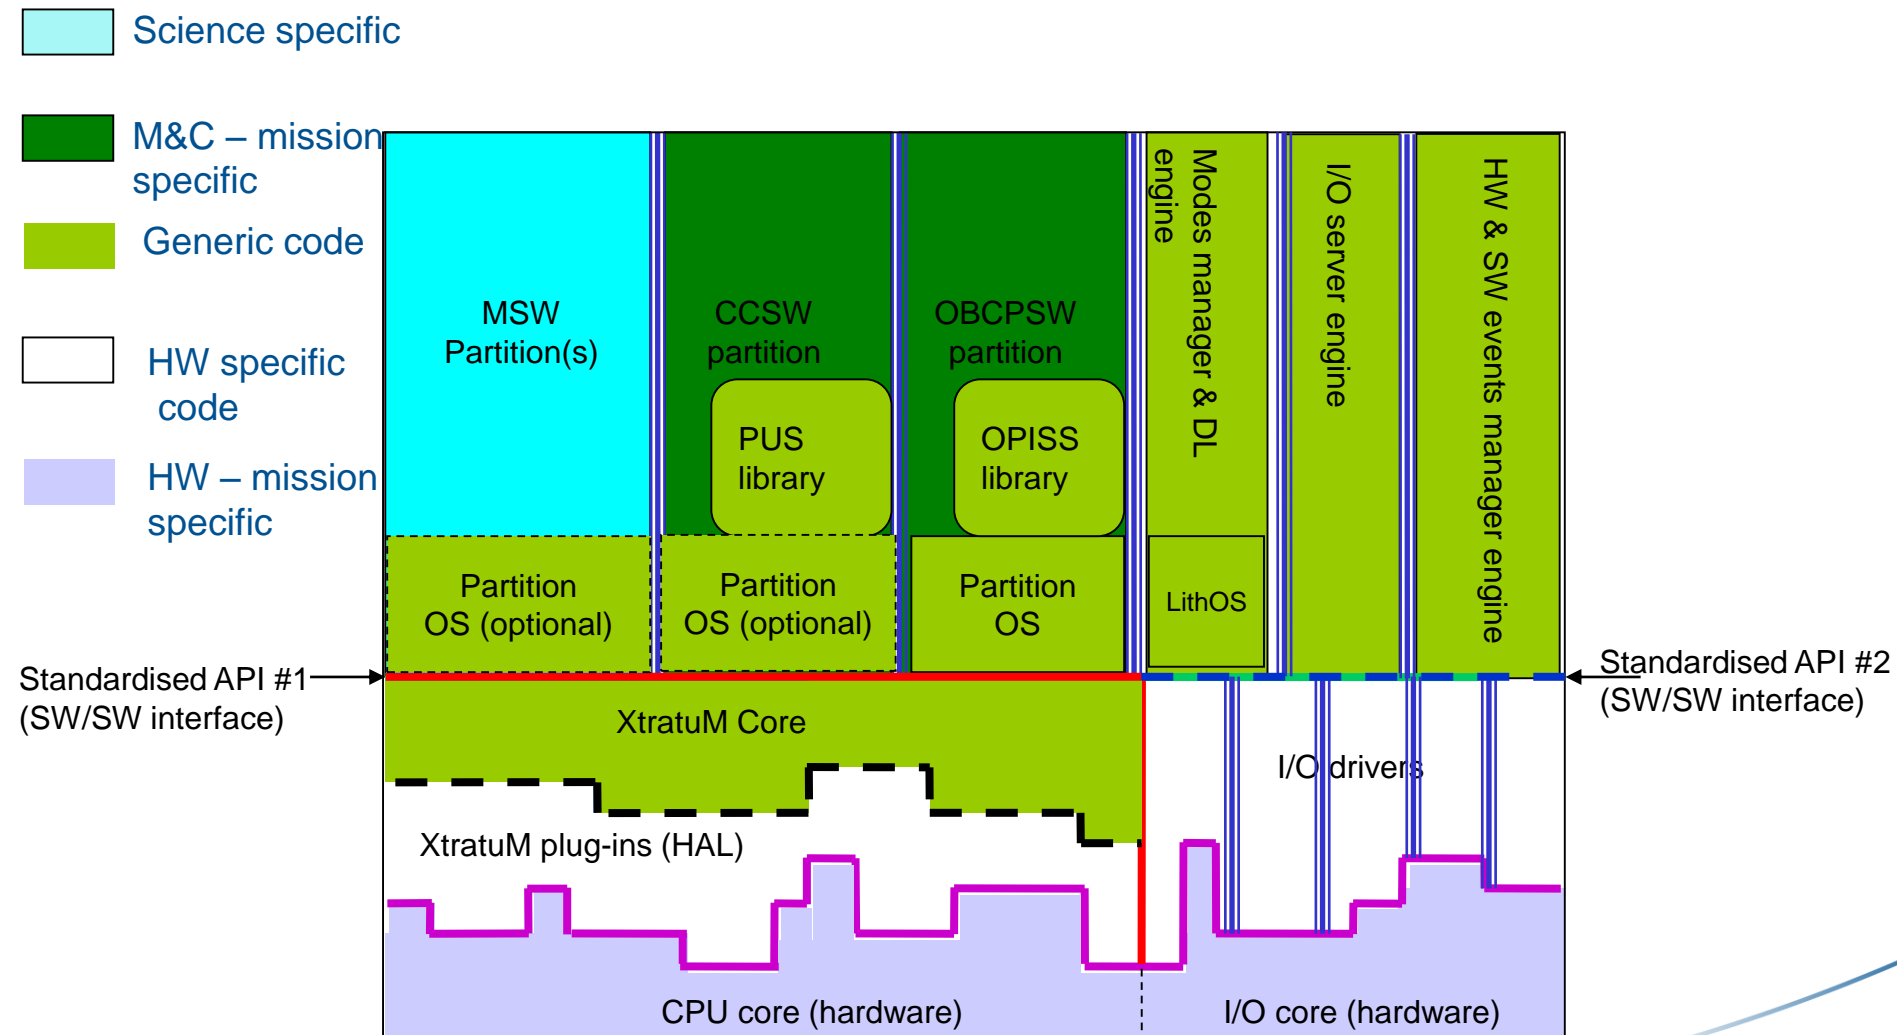 Science specific
M&C – mission
specific
Generic code
HW specific
code
HW – mission
specific
MSW
Partition(s)
CCSW
partition
OBCPSW
partition
PUS
library
OPISS
library
Modes manager & DL
engine
I/O server engine
HW & SW events manager engine
Partition
OS (optional)
Partition
OS (optional)
Partition
OS
LithOS
Standardised API #1
(SW/SW interface)
Standardised API #2
(SW/SW interface)
XtratuM Core
I/O drivers
XtratuM plug-ins (HAL)
CPU core (hardware)
I/O core (hardware)